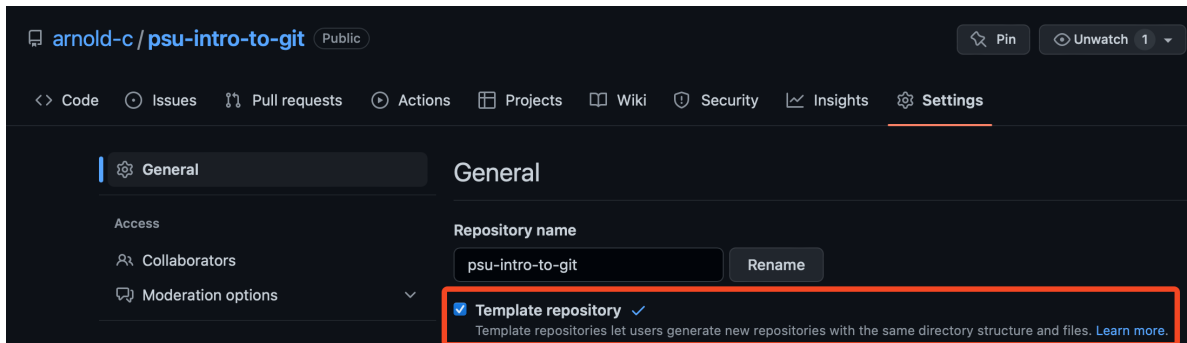 arnold-c / psu-intro-to-git Public Pin Unwatch 1
Code Issues Pull requests Actions Projects Wiki Security Insights Settings
General
General
Access
Repository name
Collaborators
psu-intro-to-git Rename
Moderation options
Template repository
Template repositories let users generate new repositories with the same directory structure and files. Learn more.